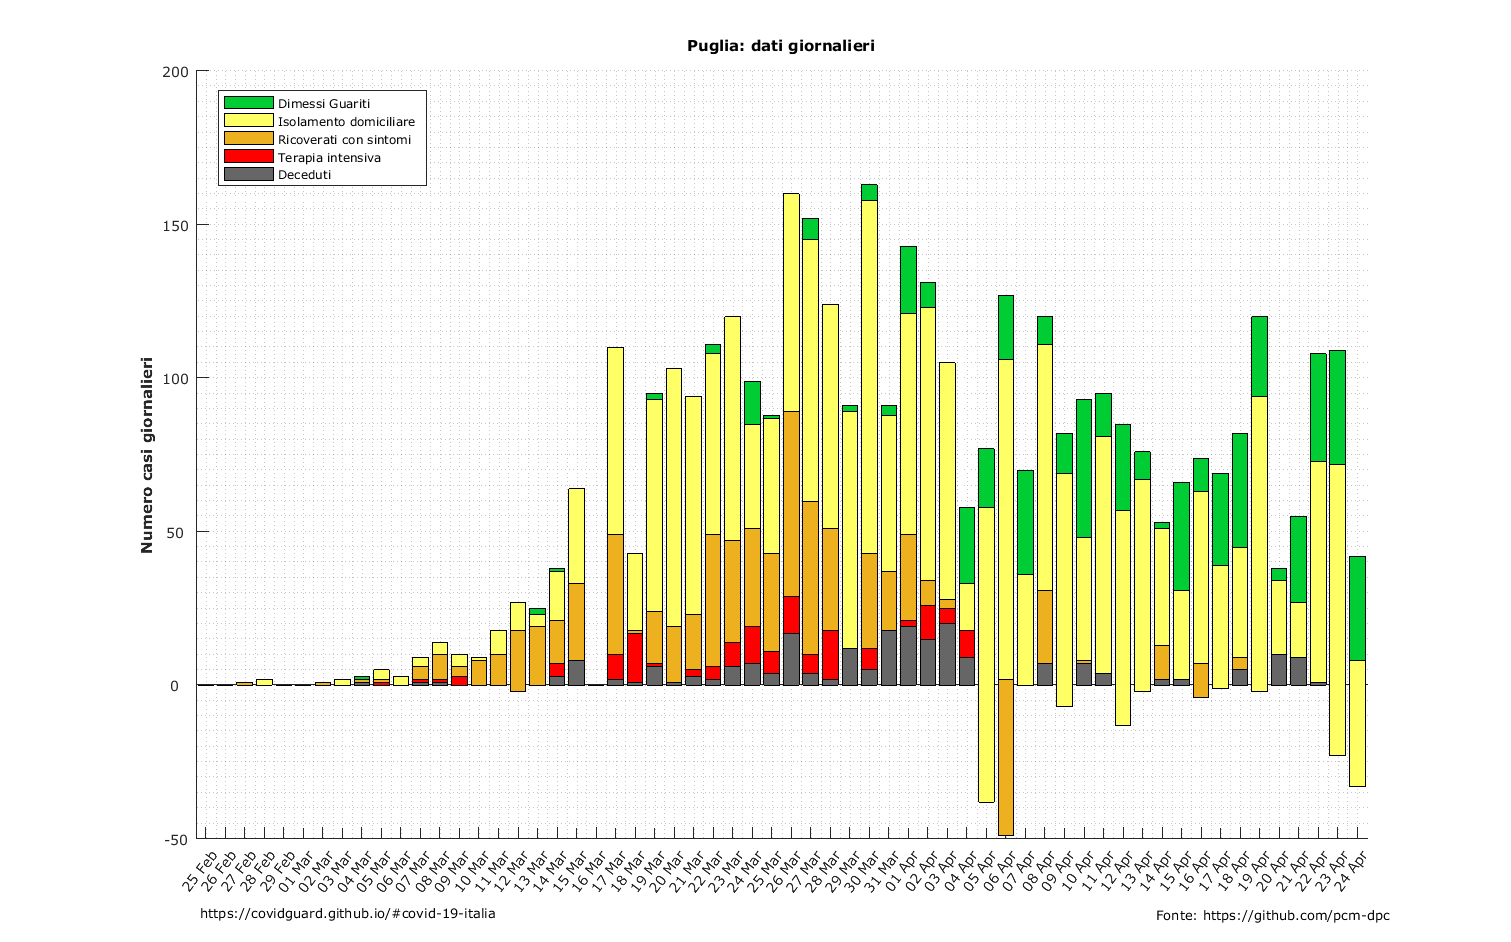 Puglia: dati giornalieri
200
150
100
50
0
-50
Numero casi giornalieri
Dimessi Guariti
Isolamento domiciliare
Ricoverati con sintomi
Terapia intensiva
Deceduti
25 Feb
26 Feb
27 Feb
28 Feb
29 Feb
01 Mar
02 Mar
03 Mar
04 Mar
05 Mar
06 Mar
07 Mar
08 Mar
09 Mar
10 Mar
11 Mar
12 Mar
13 Mar
14 Mar
15 Mar
16 Mar
17 Mar
18 Mar
19 Mar
20 Mar
21 Mar
22 Mar
23 Mar
24 Mar
25 Mar
26 Mar
27 Mar
28 Mar
29 Mar
30 Mar
31 Mar
01 Apr
02 Apr
03 Apr
04 Apr
05 Apr
06 Apr
07 Apr
08 Apr
09 Apr
10 Apr
11 Apr
12 Apr
13 Apr
14 Apr
15 Apr
16 Apr
17 Apr
18 Apr
19 Apr
20 Apr
21 Apr
22 Apr
23 Apr
24 Apr
https://covidguard.github.io/#covid-19-italia
Fonte: https://github.com/pcm-dpc